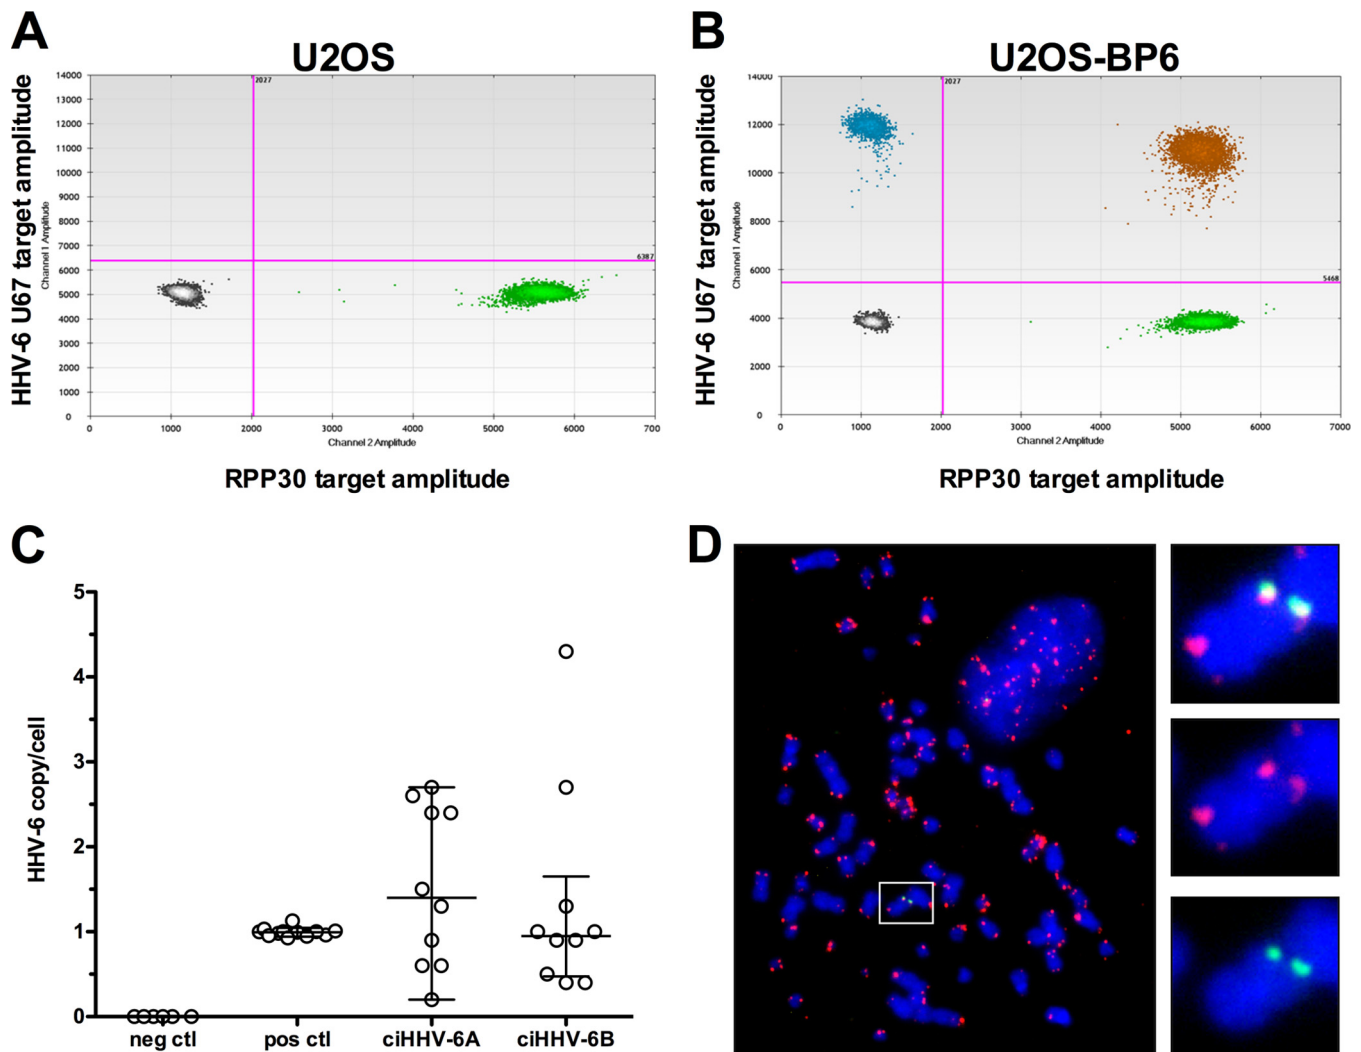 A
U2OS
HHV-6 U67 target amplitude
Channel 1 Amplitude
14000
13000
12000
11000
10000
9000
8000
7000
6000
5000
4000
3000
2000
1000
0
2027
6387
0
1000
2000
3000
4000
5000
6000
700
Channel 2 Amplitude
RPP30 target amplitude
B
U2OS-BP6
HHV-6 U67 target amplitude
Channel 1 Amplitude
14000
12000
10000
8000
6000
4000
2000
0
2027
5468
0
1000
2000
3000
4000
5000
6000
7000
Channel 2 Amplitude
RPP30 target amplitude
C
HHV-6 copy/cell
5
4
3
2
1
0
neg ctl
pos ctl
ciHHV-6A
ciHHV-6B
D